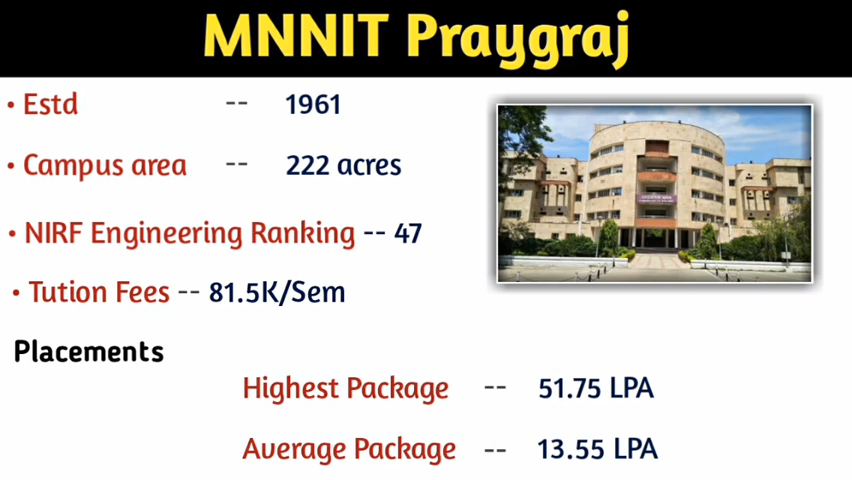 MNNIT Praygraj
• Estd -- 1961
• Campus area -- 222 acres
• NIRF Engineering Ranking -- 47
• Tution Fees -- 81.5K/Sem
Placements
Highest Package -- 51.75 LPA
Average Package -- 13.55 LPA